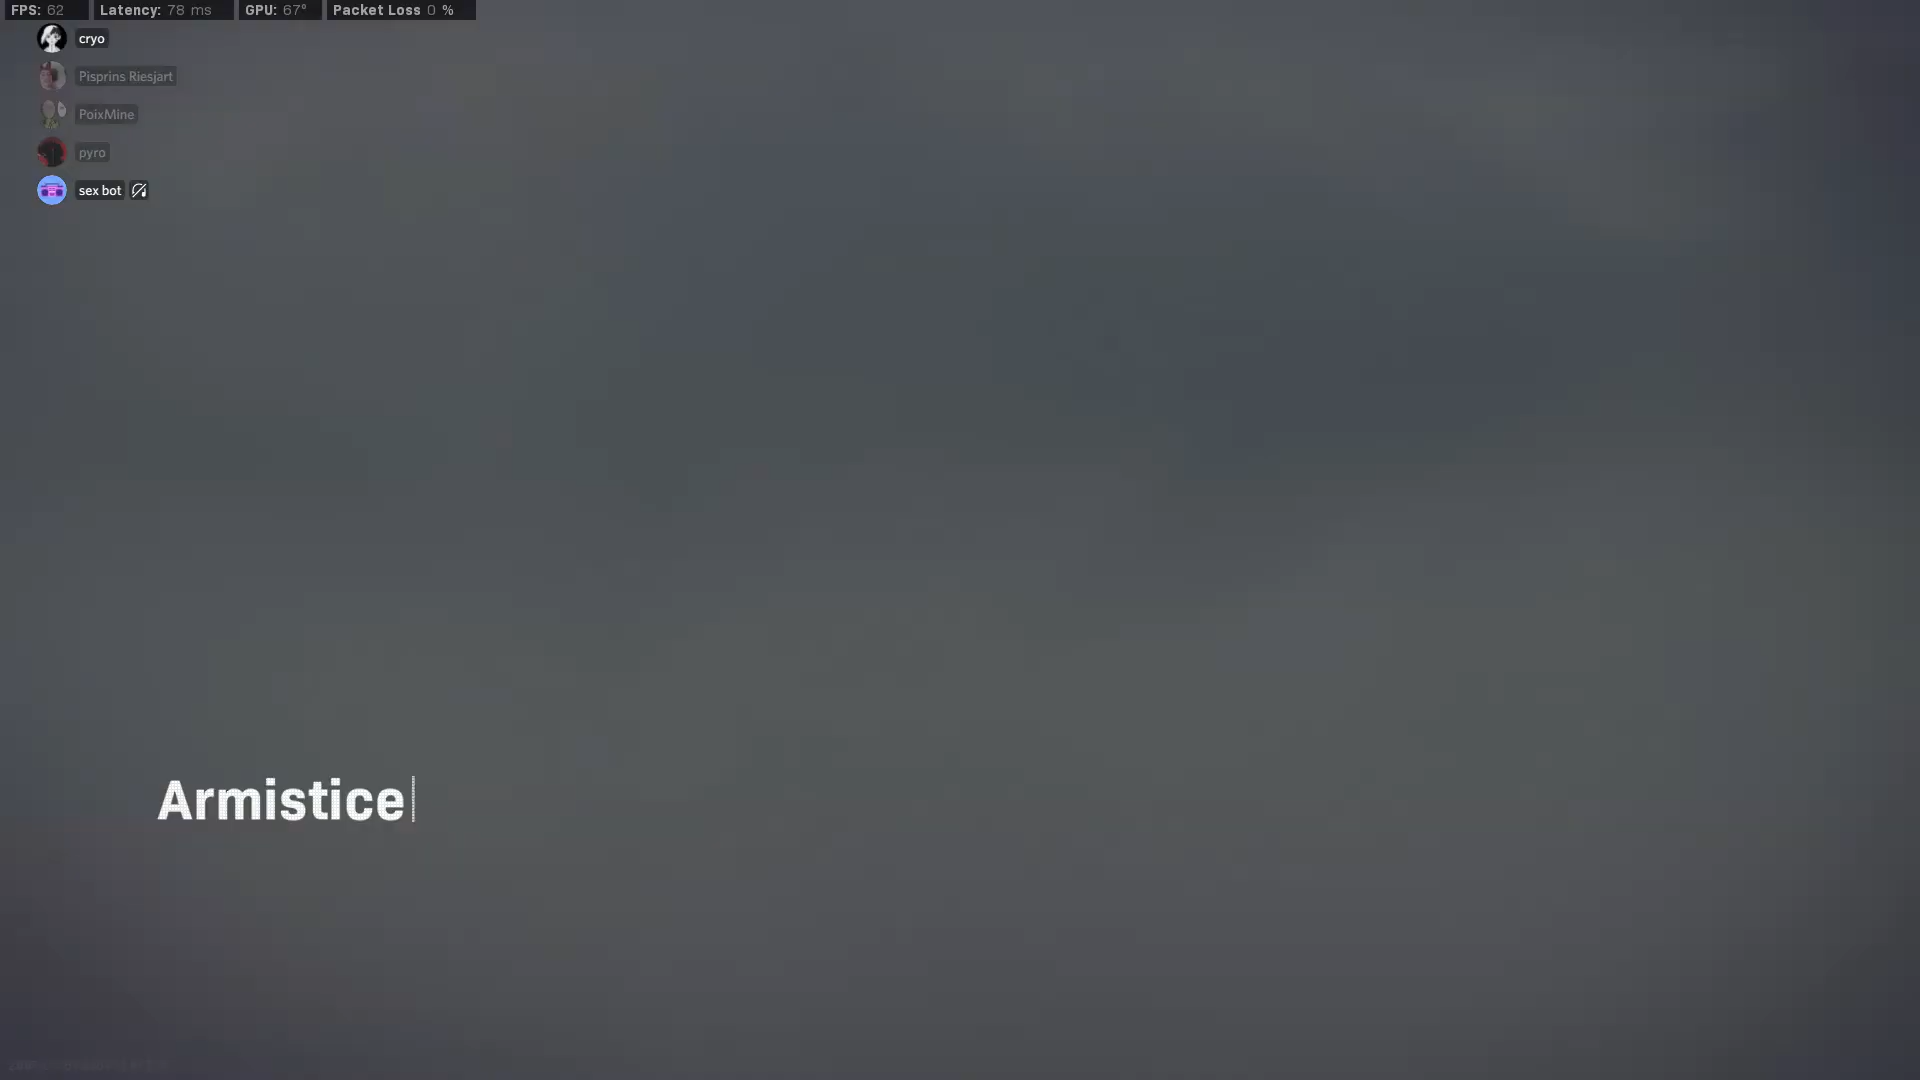 FPS: 62 Latency: 78 ms GPU: 67° Packet Loss 0 %
cryo
Pisprins Riesjart
PoixMine
pyro
sex bot
Armistice